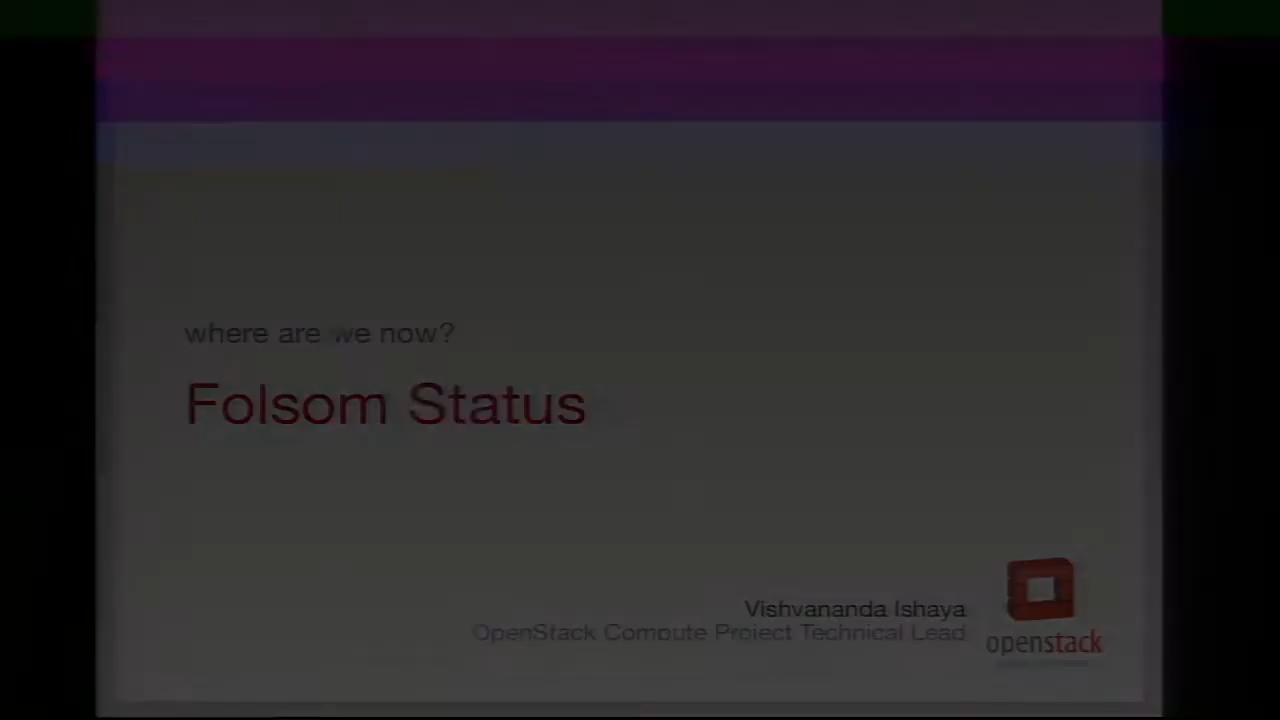 where are we now?
Folsom Status
Vishvananda Ishaya
OpenStack Compute Project Technical Lead
openstack